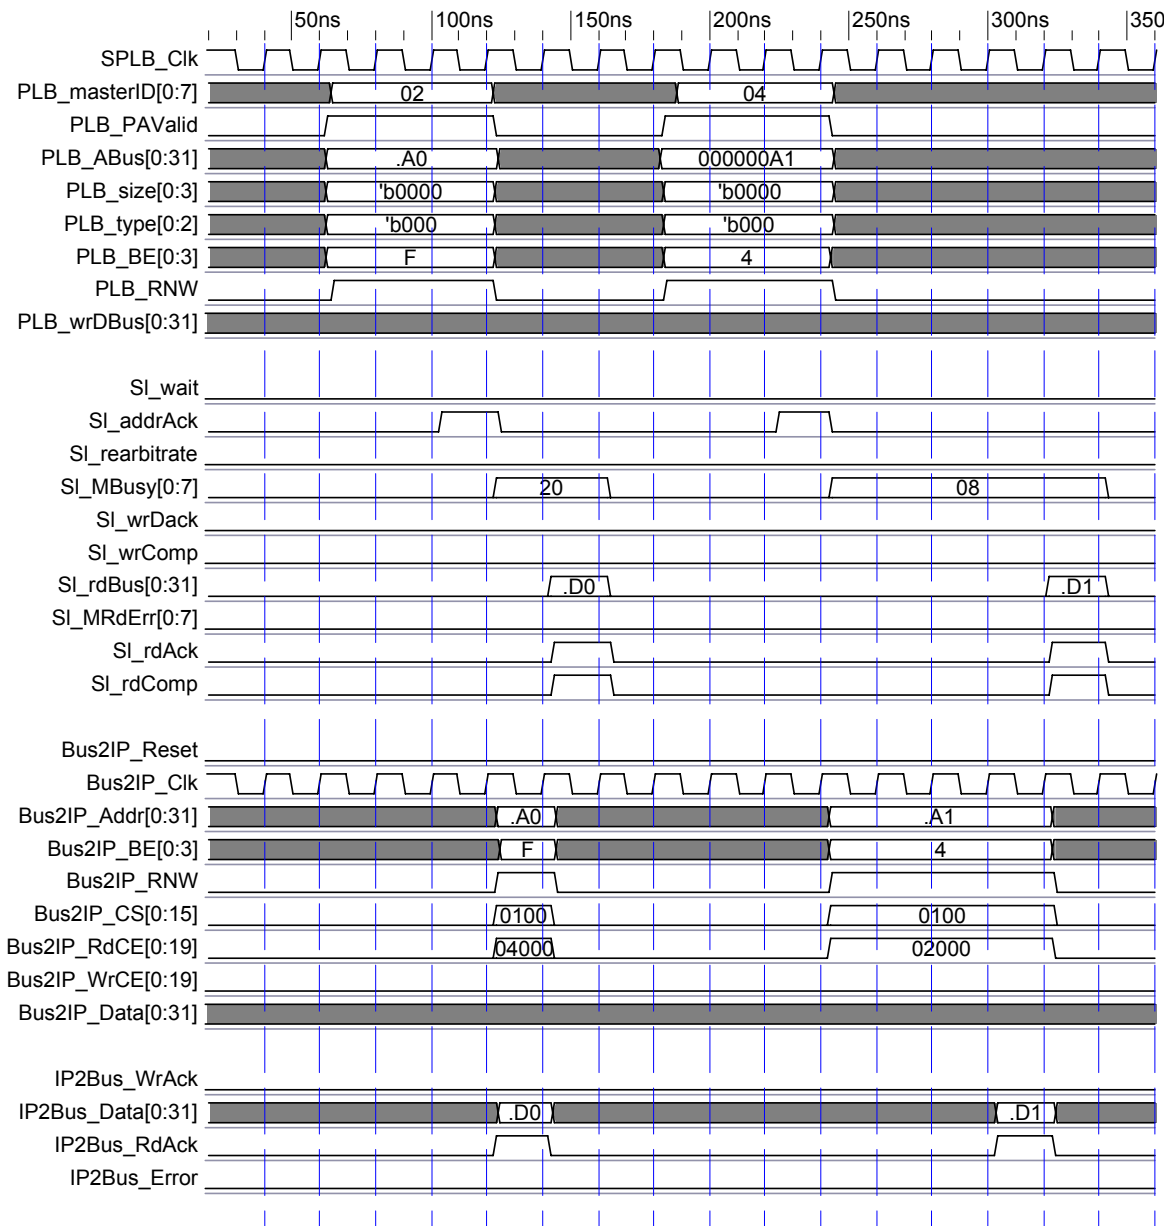 50ns 100ns 150ns 200ns 250ns 300ns 350
SPLB_Clk
PLB_masterID[0:7] 02 04
PLB_PAValid
PLB_ABus[0:31] .A0 000000A1
PLB_size[0:3] 'b0000 'b0000
PLB_type[0:2] 'b000 'b000
PLB_BE[0:3] F 4
PLB_RNW
PLB_wrDBus[0:31]
Sl_wait
Sl_addrAck
Sl_rearbitrate
Sl_MBusy[0:7] 20 08
Sl_wrDack
Sl_wrComp
Sl_rdBus[0:31] .D0 .D1
Sl_MRdErr[0:7]
Sl_rdAck
Sl_rdComp
Bus2IP_Reset
Bus2IP_Clk
Bus2IP_Addr[0:31] .A0 .A1
Bus2IP_BE[0:3] F 4
Bus2IP_RNW
Bus2IP_CS[0:15] 0100 0100
Bus2IP_RdCE[0:19] 04000 02000
Bus2IP_WrCE[0:19]
Bus2IP_Data[0:31]
IP2Bus_WrAck
IP2Bus_Data[0:31] .D0 .D1
IP2Bus_RdAck
IP2Bus_Error